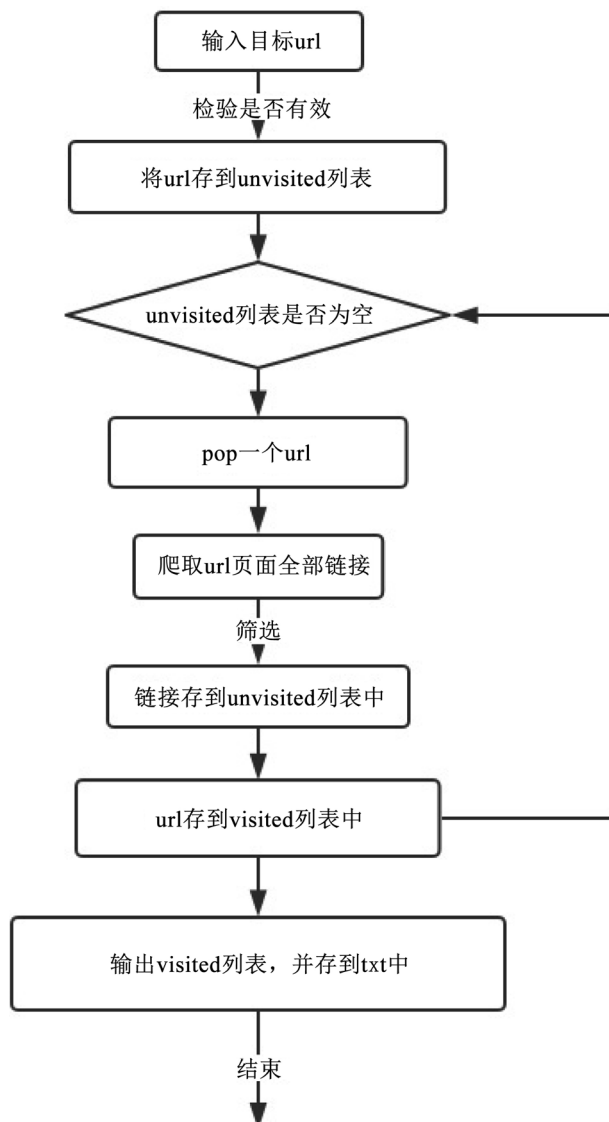 输入目标url
检验是否有效
将url存到unvisited列表
unvisited列表是否为空
pop一个url
爬取url页面全部链接
筛选
链接存到unvisited列表中
url存到visited列表中
输出visited列表，并存到txt中
结束